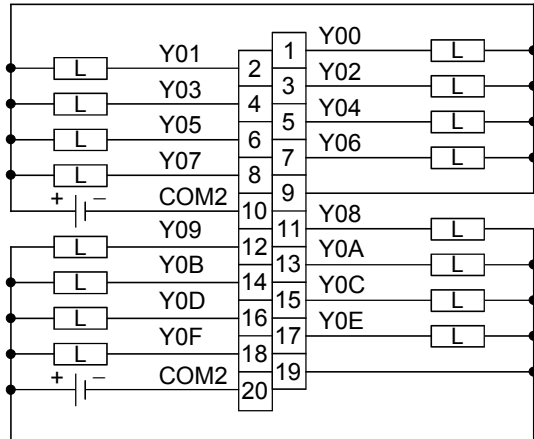 1 Y00 L
L Y01 2
3 Y02 L
L Y03 4
5 Y04 L
L Y05 6
7 Y06 L
L Y07 8
9
+ − COM2 10
11 Y08 L
L Y09 12
13 Y0A L
L Y0B 14
15 Y0C L
L Y0D 16
17 Y0E L
L Y0F 18
19
+ − COM2 20